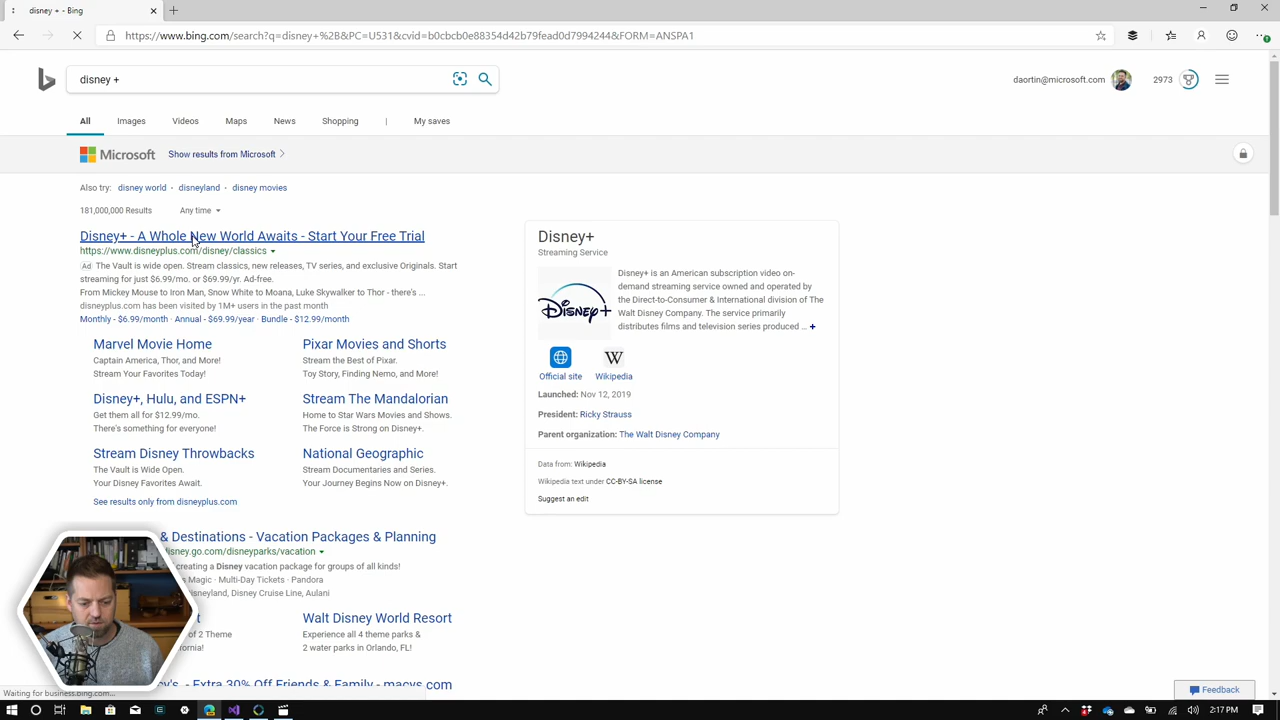 disney + - Bing
https://www.bing.com/search?q=disney+%2B&PC=U531&cvid=b0cbcb0e88354d42b79fead0d7994244&FORM=ANSPA1
disney +
daortin@microsoft.com
2973
All
Images
Videos
Maps
News
Shopping
|
My saves
Microsoft
Show results from Microsoft
Also try: disney world · disneyland · disney movies
181,000,000 Results
Any time
Disney+ - A Whole New World Awaits - Start Your Free Trial
https://www.disneyplus.com/disney/classics
Ad The Vault is wide open. Stream classics, new releases, TV series, and exclusive Originals. Start
streaming for just $6.99/mo. or $69.99/yr. Ad-free.
From Mickey Mouse to Iron Man, Snow White to Moana, Luke Skywalker to Thor - there's ...
disneyplus.com has been visited by 1M+ users in the past month
Monthly - $6.99/month · Annual - $69.99/year · Bundle - $12.99/month
Marvel Movie Home
Captain America, Thor, and More!
Stream Your Favorites Today!
Pixar Movies and Shorts
Stream the Best of Pixar.
Toy Story, Finding Nemo, and More!
Disney+, Hulu, and ESPN+
Get them all for $12.99/mo.
There's something for everyone!
Stream The Mandalorian
Home to Star Wars Movies and Shows.
The Force is Strong on Disney+.
Stream Disney Throwbacks
The Vault is Wide Open.
Your Disney Favorites Await.
National Geographic
Stream Documentaries and Series.
Your Journey Begins Now on Disney+.
See results only from disneyplus.com
& Destinations - Vacation Packages & Planning
isney.go.com/disneyparks/vacation
creating a Disney vacation package for groups of all kinds!
s Magic · Multi-Day Tickets · Pandora
Disneyland, Disney Cruise Line, Aulani
t
of 2 Theme
fornia!
Walt Disney World Resort
Experience all 4 theme parks &
2 water parks in Orlando, FL!
y's - Extra 30% Off Friends & Family - macys.com
Disney+
Streaming Service
Disney+
Disney+ is an American subscription video on-
demand streaming service owned and operated by
the Direct-to-Consumer & International division of The
Walt Disney Company. The service primarily
distributes films and television series produced ... +
W
Official site
Wikipedia
Launched: Nov 12, 2019
President: Ricky Strauss
Parent organization: The Walt Disney Company
Data from: Wikipedia
Wikipedia text under CC-BY-SA license
Suggest an edit
Waiting for business.bing.com...
Feedback
2:17 PM